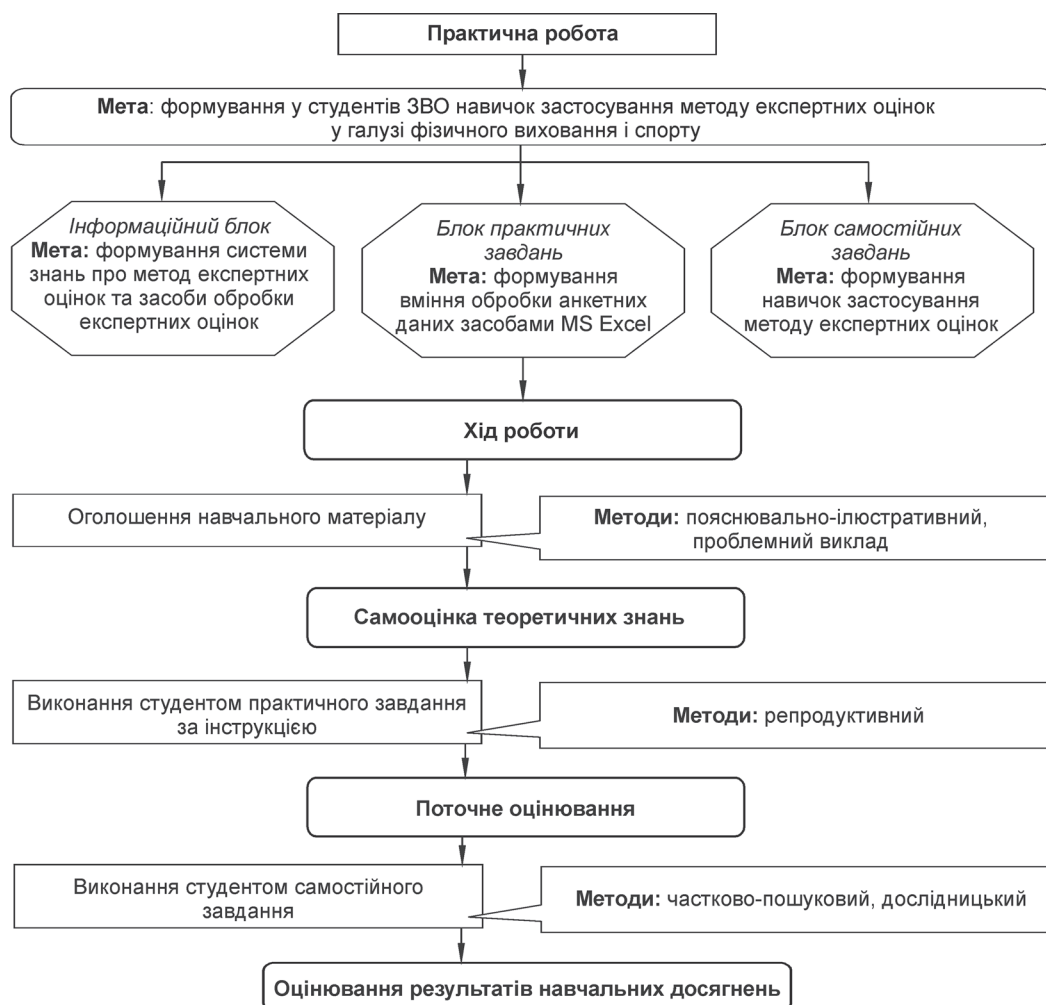 Практична робота
Мета: формування у студентів ЗВО навичок застосування методу експертних оцінок
у галузі фізичного виховання і спорту
Інформаційний блок
Мета: формування системи
знань про метод експертних
оцінок та засоби обробки
експертних оцінок
Блок практичних
завдань
Мета: формування
вміння обробки анкетних
даних засобами MS Excel
Блок самостійних
завдань
Мета: формування
навичок застосування
методу експертних оцінок
Хід роботи
Оголошення навчального матеріалу
Методи: пояснювально-ілюстративний,
проблемний виклад
Самооцінка теоретичних знань
Виконання студентом практичного завдання
за інструкцією
Методи: репродуктивний
Поточне оцінювання
Виконання студентом самостійного
завдання
Методи: частково-пошуковий, дослідницький
Оцінювання результатів навчальних досягнень